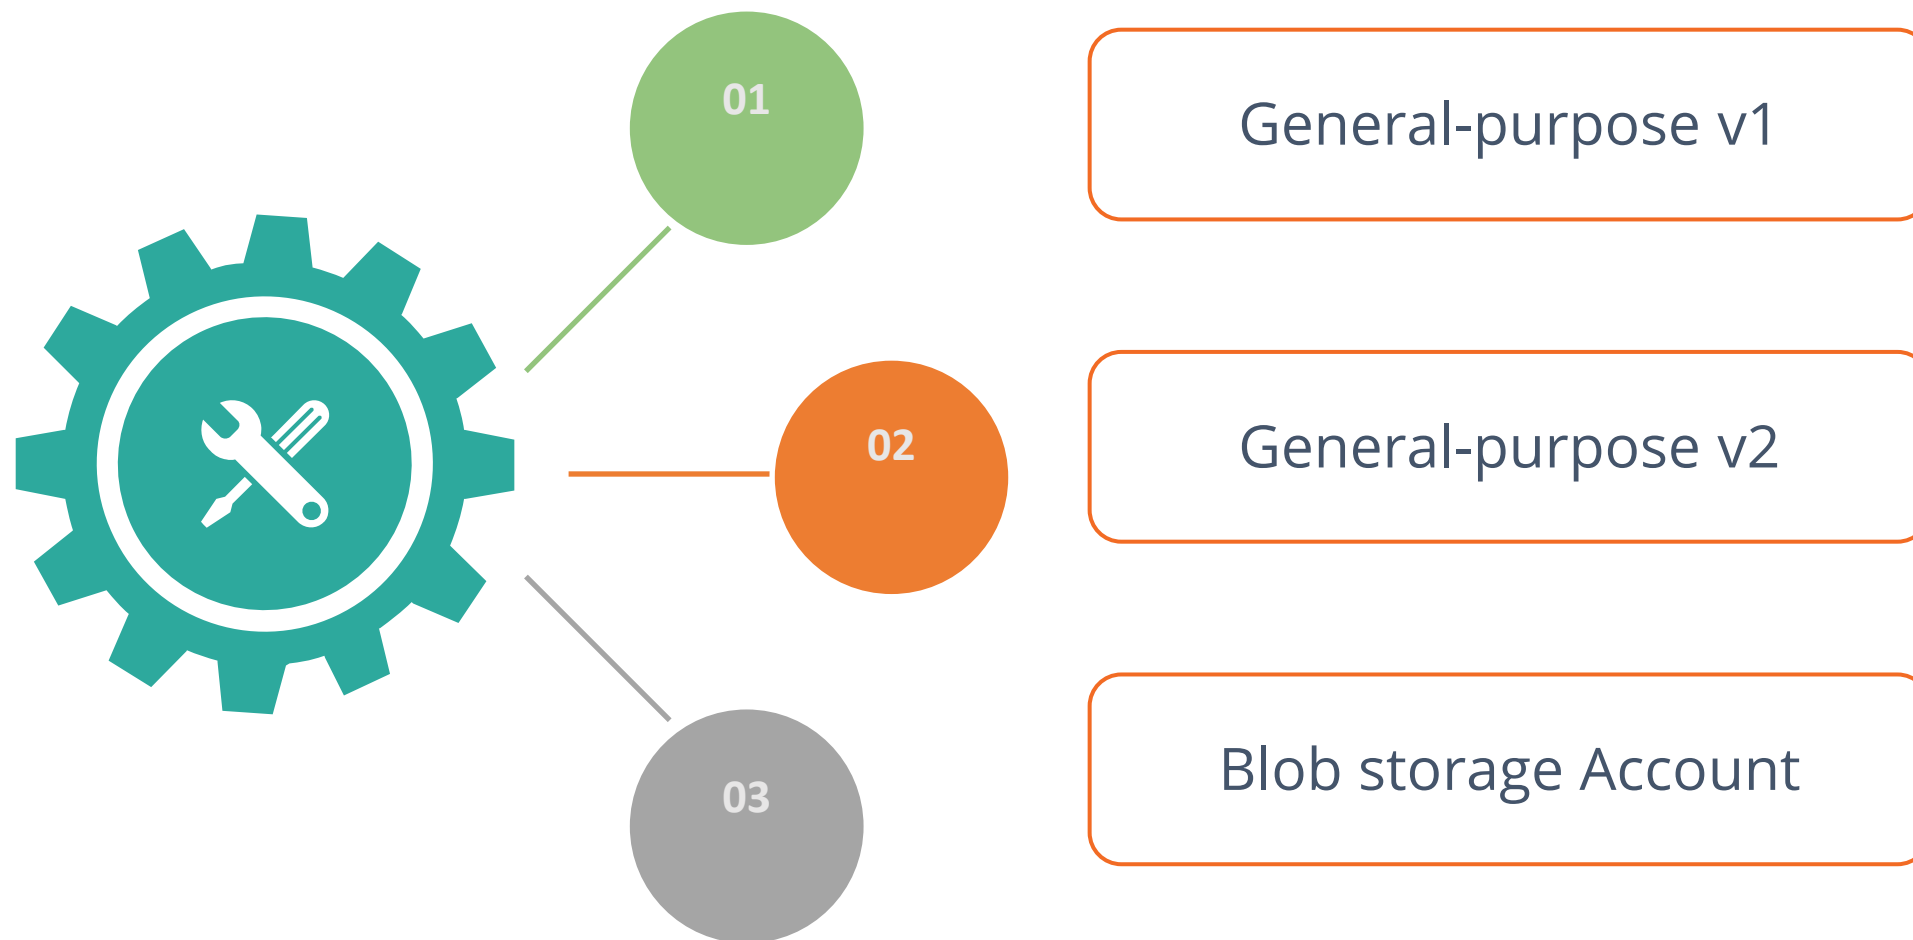 01
General-purpose v1
02
General-purpose v2
03
Blob storage Account